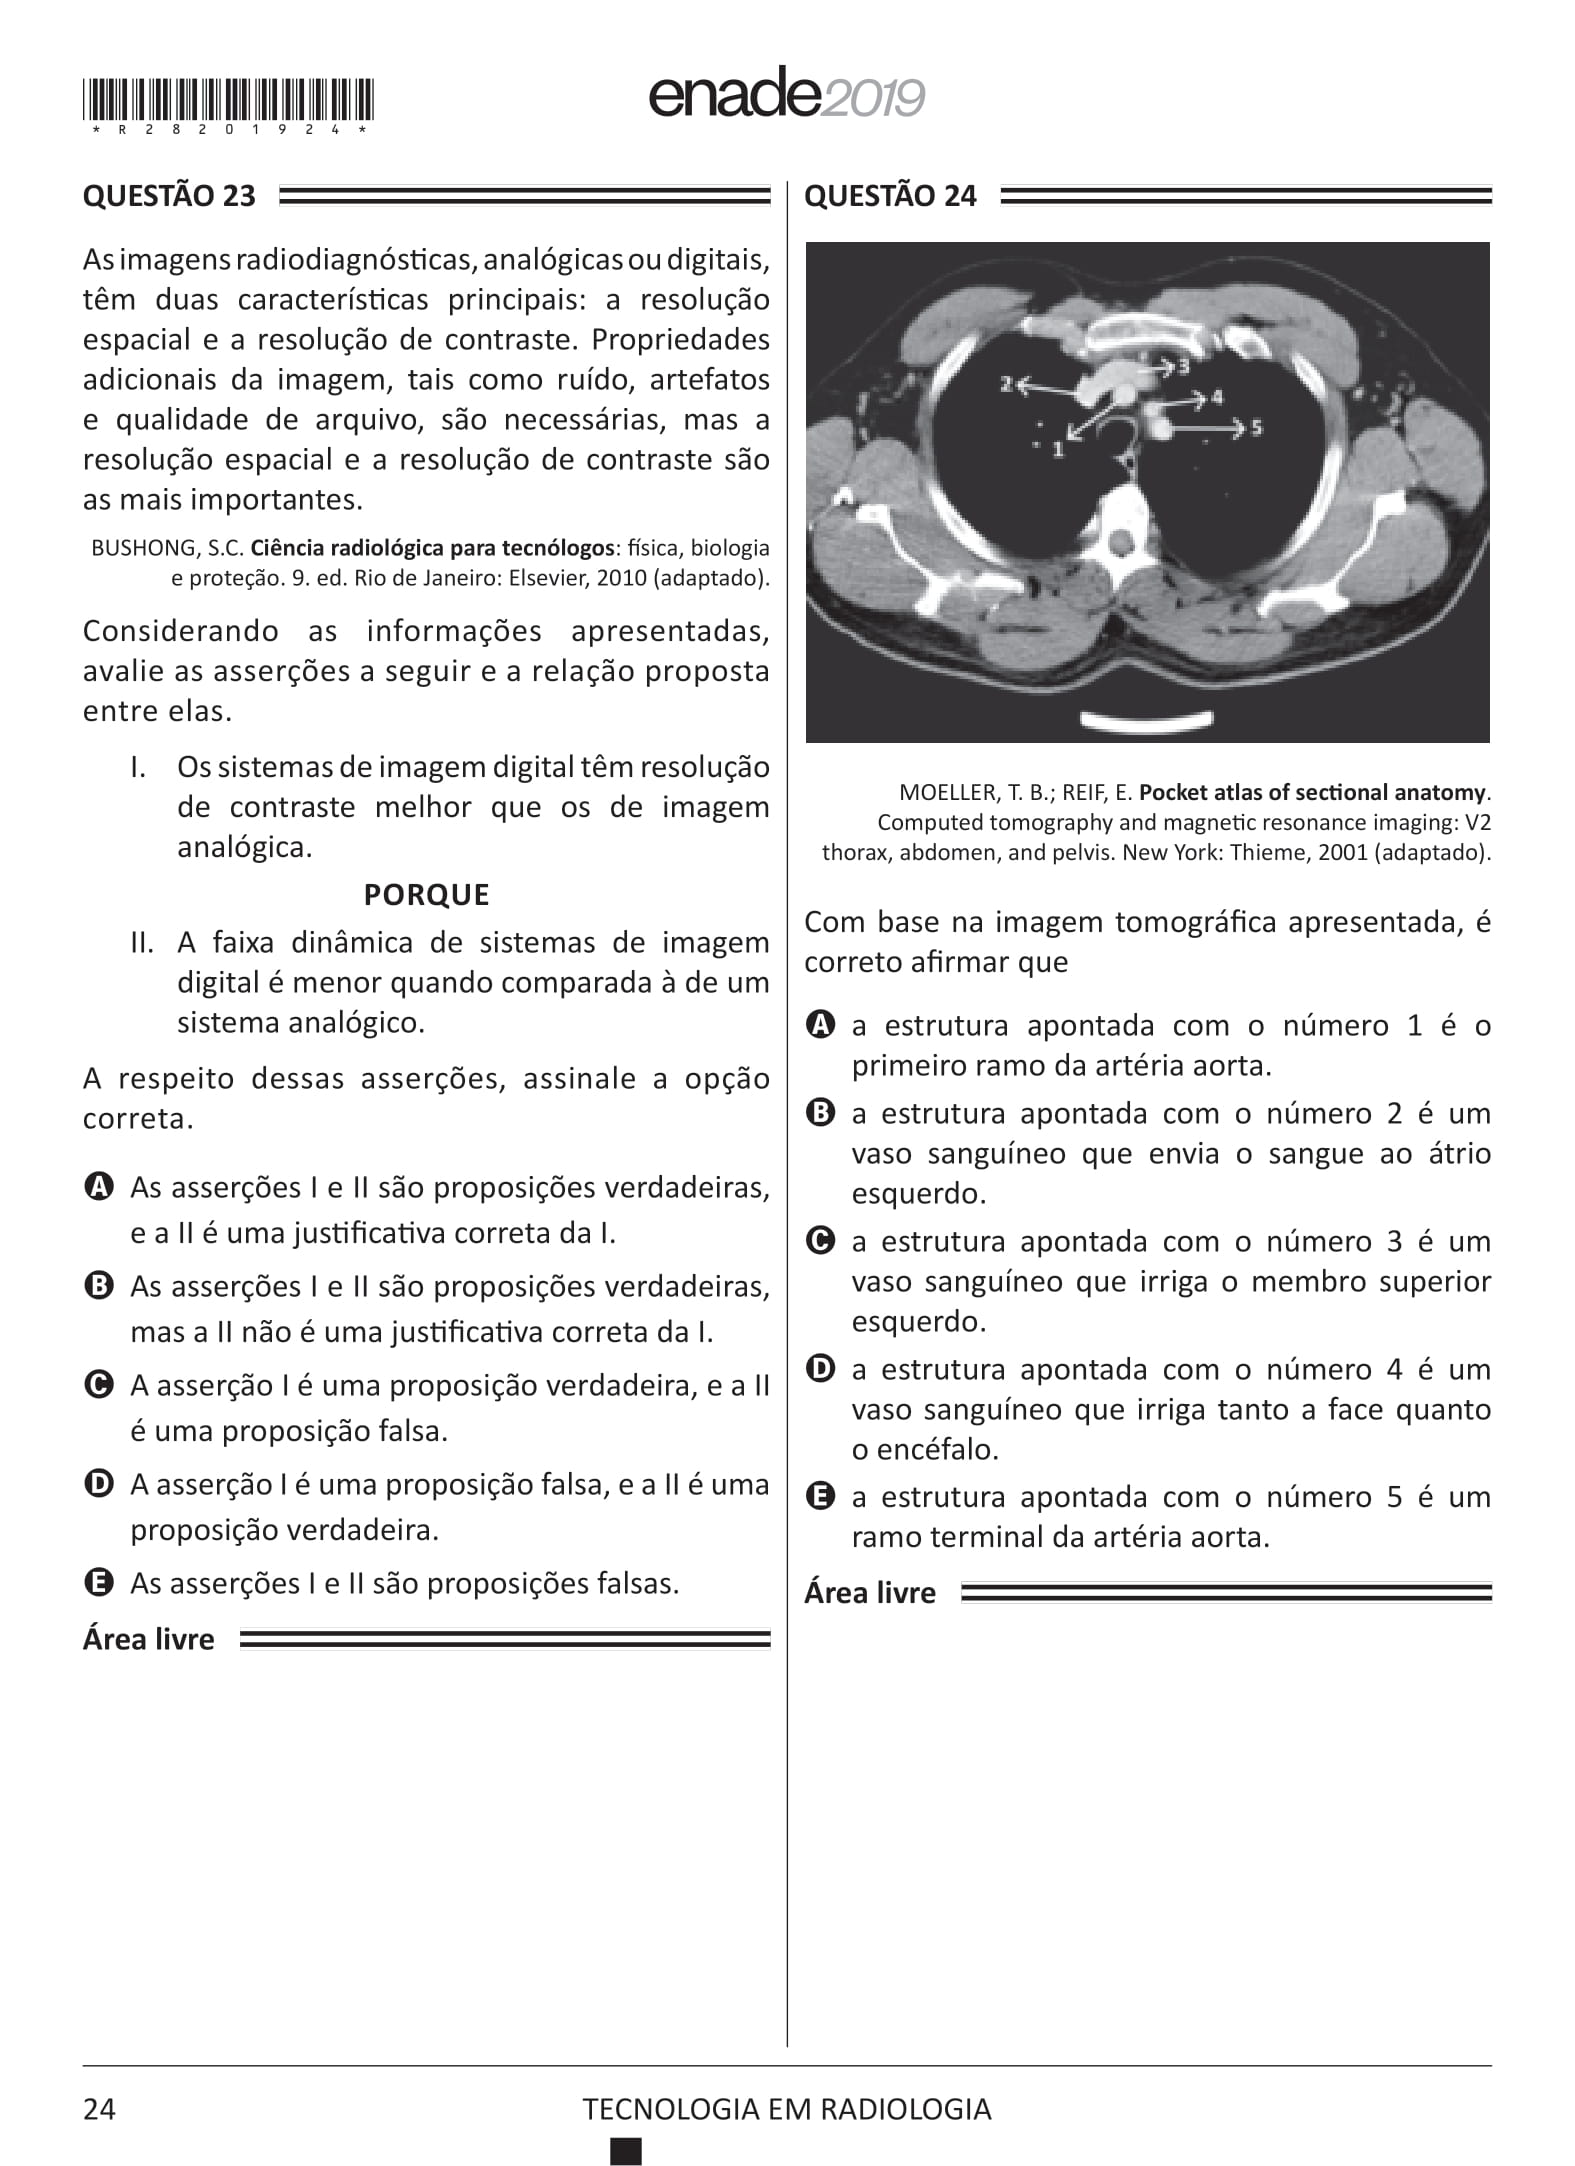 *R28201924*
enade2019
QUESTÃO 23
As imagens radiodiagnósticas, analógicas ou digitais,
têm duas características principais: a resolução
espacial e a resolução de contraste. Propriedades
adicionais da imagem, tais como ruído, artefatos
e qualidade de arquivo, são necessárias, mas a
resolução espacial e a resolução de contraste são
as mais importantes.
BUSHONG, S.C. Ciência radiológica para tecnólogos: física, biologia
e proteção. 9. ed. Rio de Janeiro: Elsevier, 2010 (adaptado).
Considerando as informações apresentadas,
avalie as asserções a seguir e a relação proposta
entre elas.
I. Os sistemas de imagem digital têm resolução
de contraste melhor que os de imagem
analógica.
PORQUE
II. A faixa dinâmica de sistemas de imagem
digital é menor quando comparada à de um
sistema analógico.
A respeito dessas asserções, assinale a opção
correta.
A As asserções I e II são proposições verdadeiras,
e a II é uma justificativa correta da I.
B As asserções I e II são proposições verdadeiras,
mas a II não é uma justificativa correta da I.
C A asserção I é uma proposição verdadeira, e a II
é uma proposição falsa.
D A asserção I é uma proposição falsa, e a II é uma
proposição verdadeira.
E As asserções I e II são proposições falsas.
Área livre
QUESTÃO 24
3
2
4
5
1
MOELLER, T. B.; REIF, E. Pocket atlas of sectional anatomy.
Computed tomography and magnetic resonance imaging: V2
thorax, abdomen, and pelvis. New York: Thieme, 2001 (adaptado).
Com base na imagem tomográfica apresentada, é
correto afirmar que
A a estrutura apontada com o número 1 é o
primeiro ramo da artéria aorta.
B a estrutura apontada com o número 2 é um
vaso sanguíneo que envia o sangue ao átrio
esquerdo.
C a estrutura apontada com o número 3 é um
vaso sanguíneo que irriga o membro superior
esquerdo.
D a estrutura apontada com o número 4 é um
vaso sanguíneo que irriga tanto a face quanto
o encéfalo.
E a estrutura apontada com o número 5 é um
ramo terminal da artéria aorta.
Área livre
24
TECNOLOGIA EM RADIOLOGIA